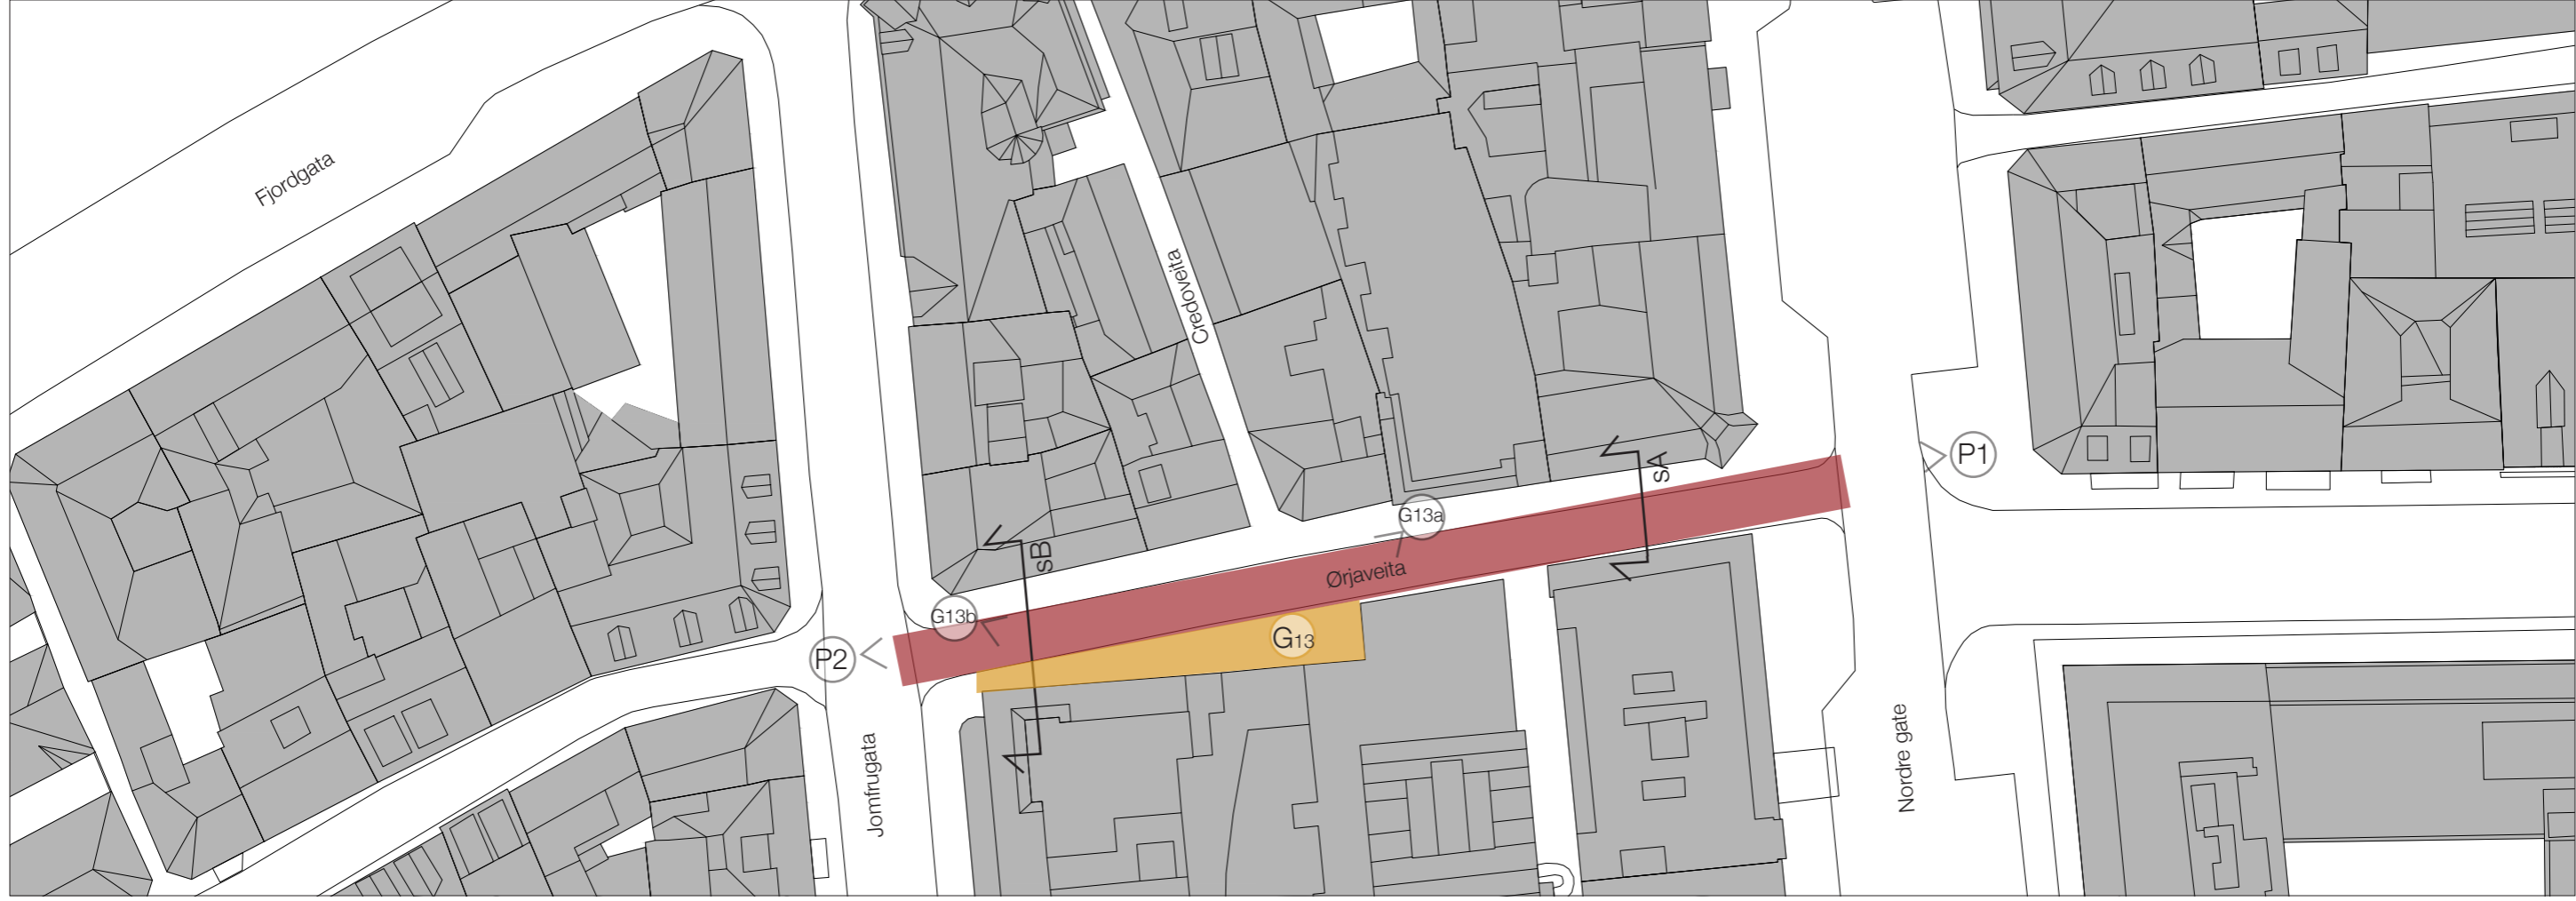 Fjordgata
Credoveita
P1
sA
G13a
sB
Ørjaveita
G13b
G13
P2
Jomfrugata
Nordre gate